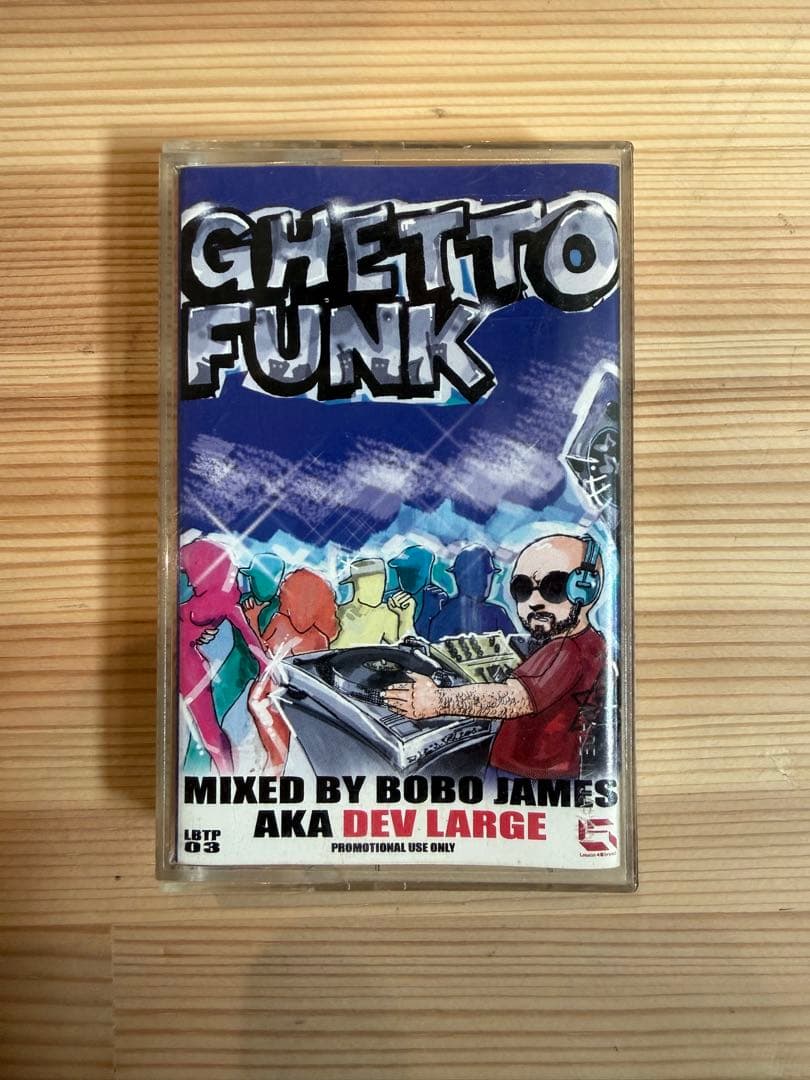 GHETTO
FUNK
MIXED BY BOBO JAMES
AKA DEV LARGE
LBTP
03
PROMOTIONAL USE ONLY